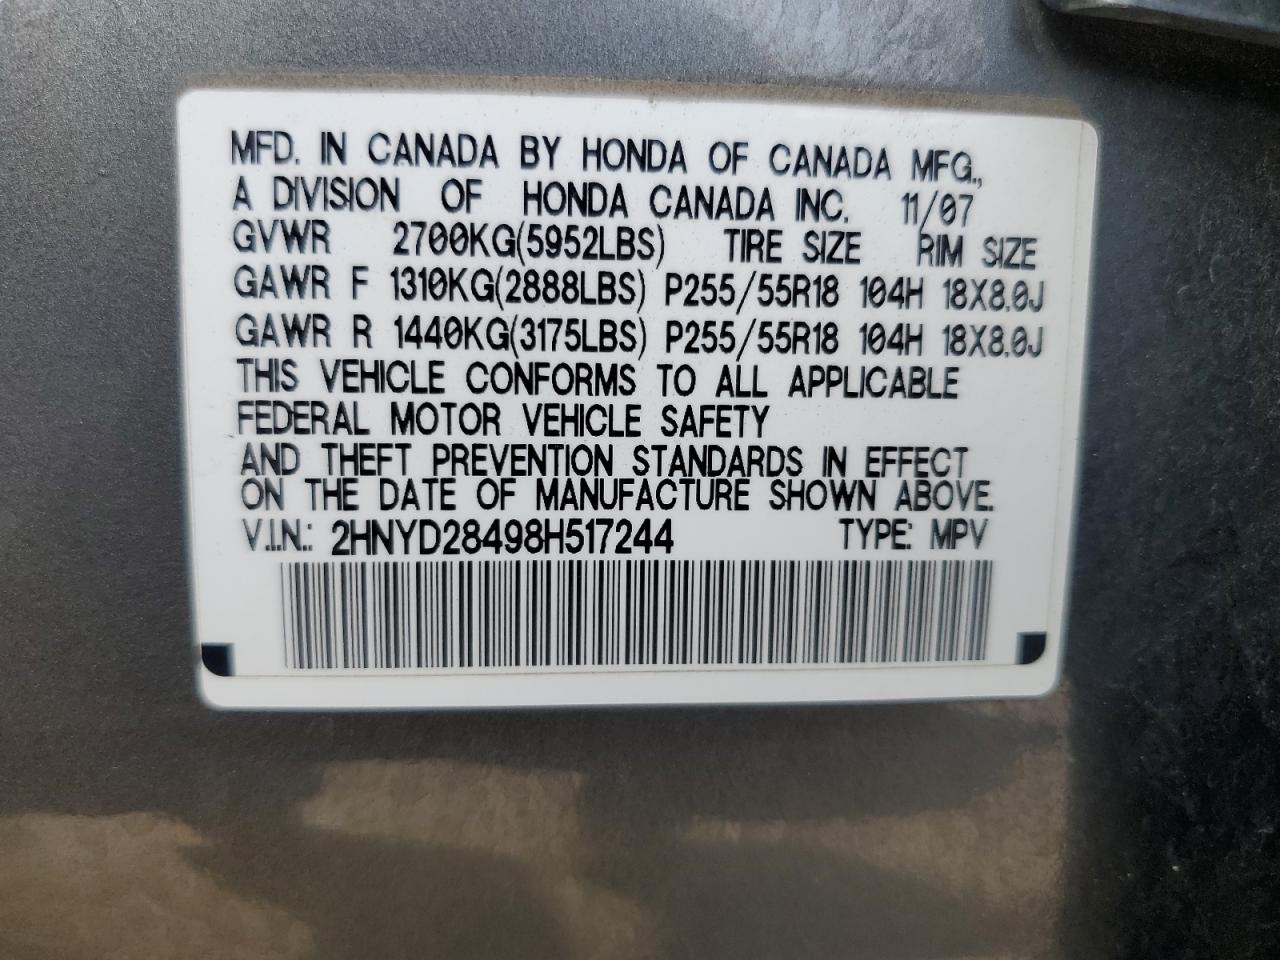 MFD. IN CANADA BY HONDA OF CANADA MFG.,
A DIVISION OF HONDA CANADA INC. 11/07
GVWR 2700KG(5952LBS) TIRE SIZE RIM SIZE
GAWR F 1310KG(2888LBS) P255/55R18 104H 18X8.0J
GAWR R 1440KG(3175LBS) P255/55R18 104H 18X8.0J
THIS VEHICLE CONFORMS TO ALL APPLICABLE
FEDERAL MOTOR VEHICLE SAFETY
AND THEFT PREVENTION STANDARDS IN EFFECT
ON THE DATE OF MANUFACTURE SHOWN ABOVE.
V.I.N.: 2HNYD28498H517244 TYPE: MPV